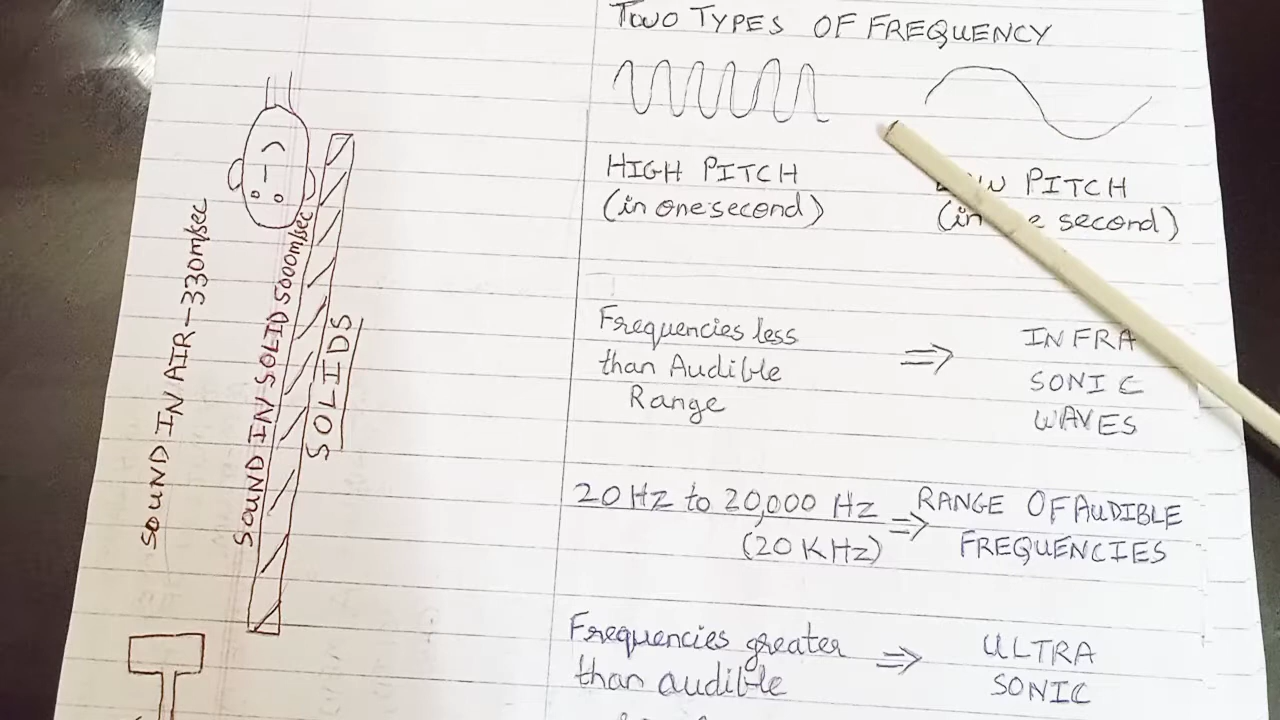 TWO TYPES OF FREQUENCY
HIGH PITCH
(in one second)
PITCH
second)
Frequencies less
than Audible
Range
⇒
INFRA
SONIC
WAVES
20 Hz to 20,000 Hz
(20 KHz)
⇒
RANGE OF AUDIBLE
FREQUENCIES
Frequencies greater
than audible
⇒
ULTRA
SONIC
SOUND IN AIR - 330m/sec
SOUND IN SOLID 5000m/sec
SOLIDS